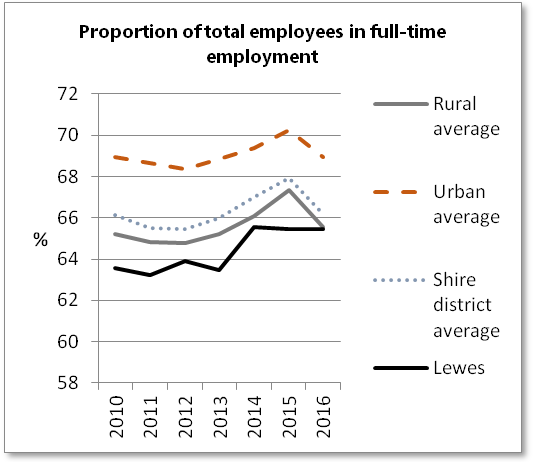 Proportion of total employees in full-time
employment
72
70
68
66
64
62
60
58
%
2010
2011
2012
2013
2014
2015
2016
Rural
average
Urban
average
Shire
district
average
Lewes